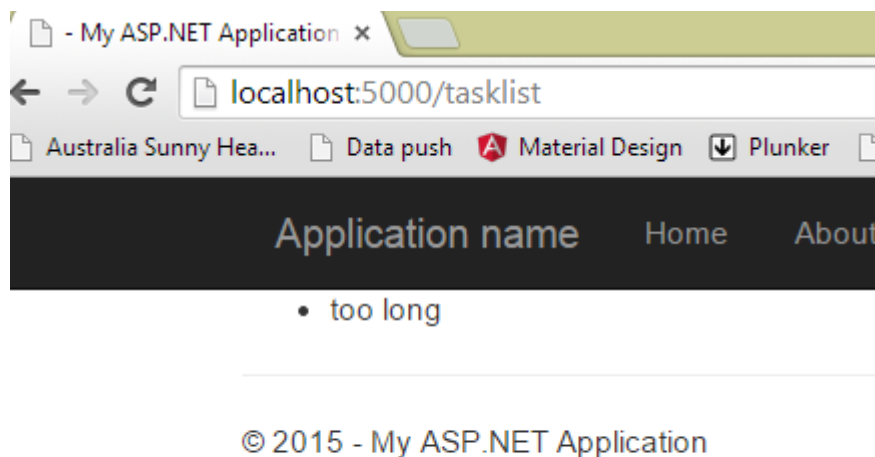 - My ASP.NET Application
localhost:5000/tasklist
Australia Sunny Hea... Data push Material Design Plunker
Application name Home About
• too long
© 2015 - My ASP.NET Application